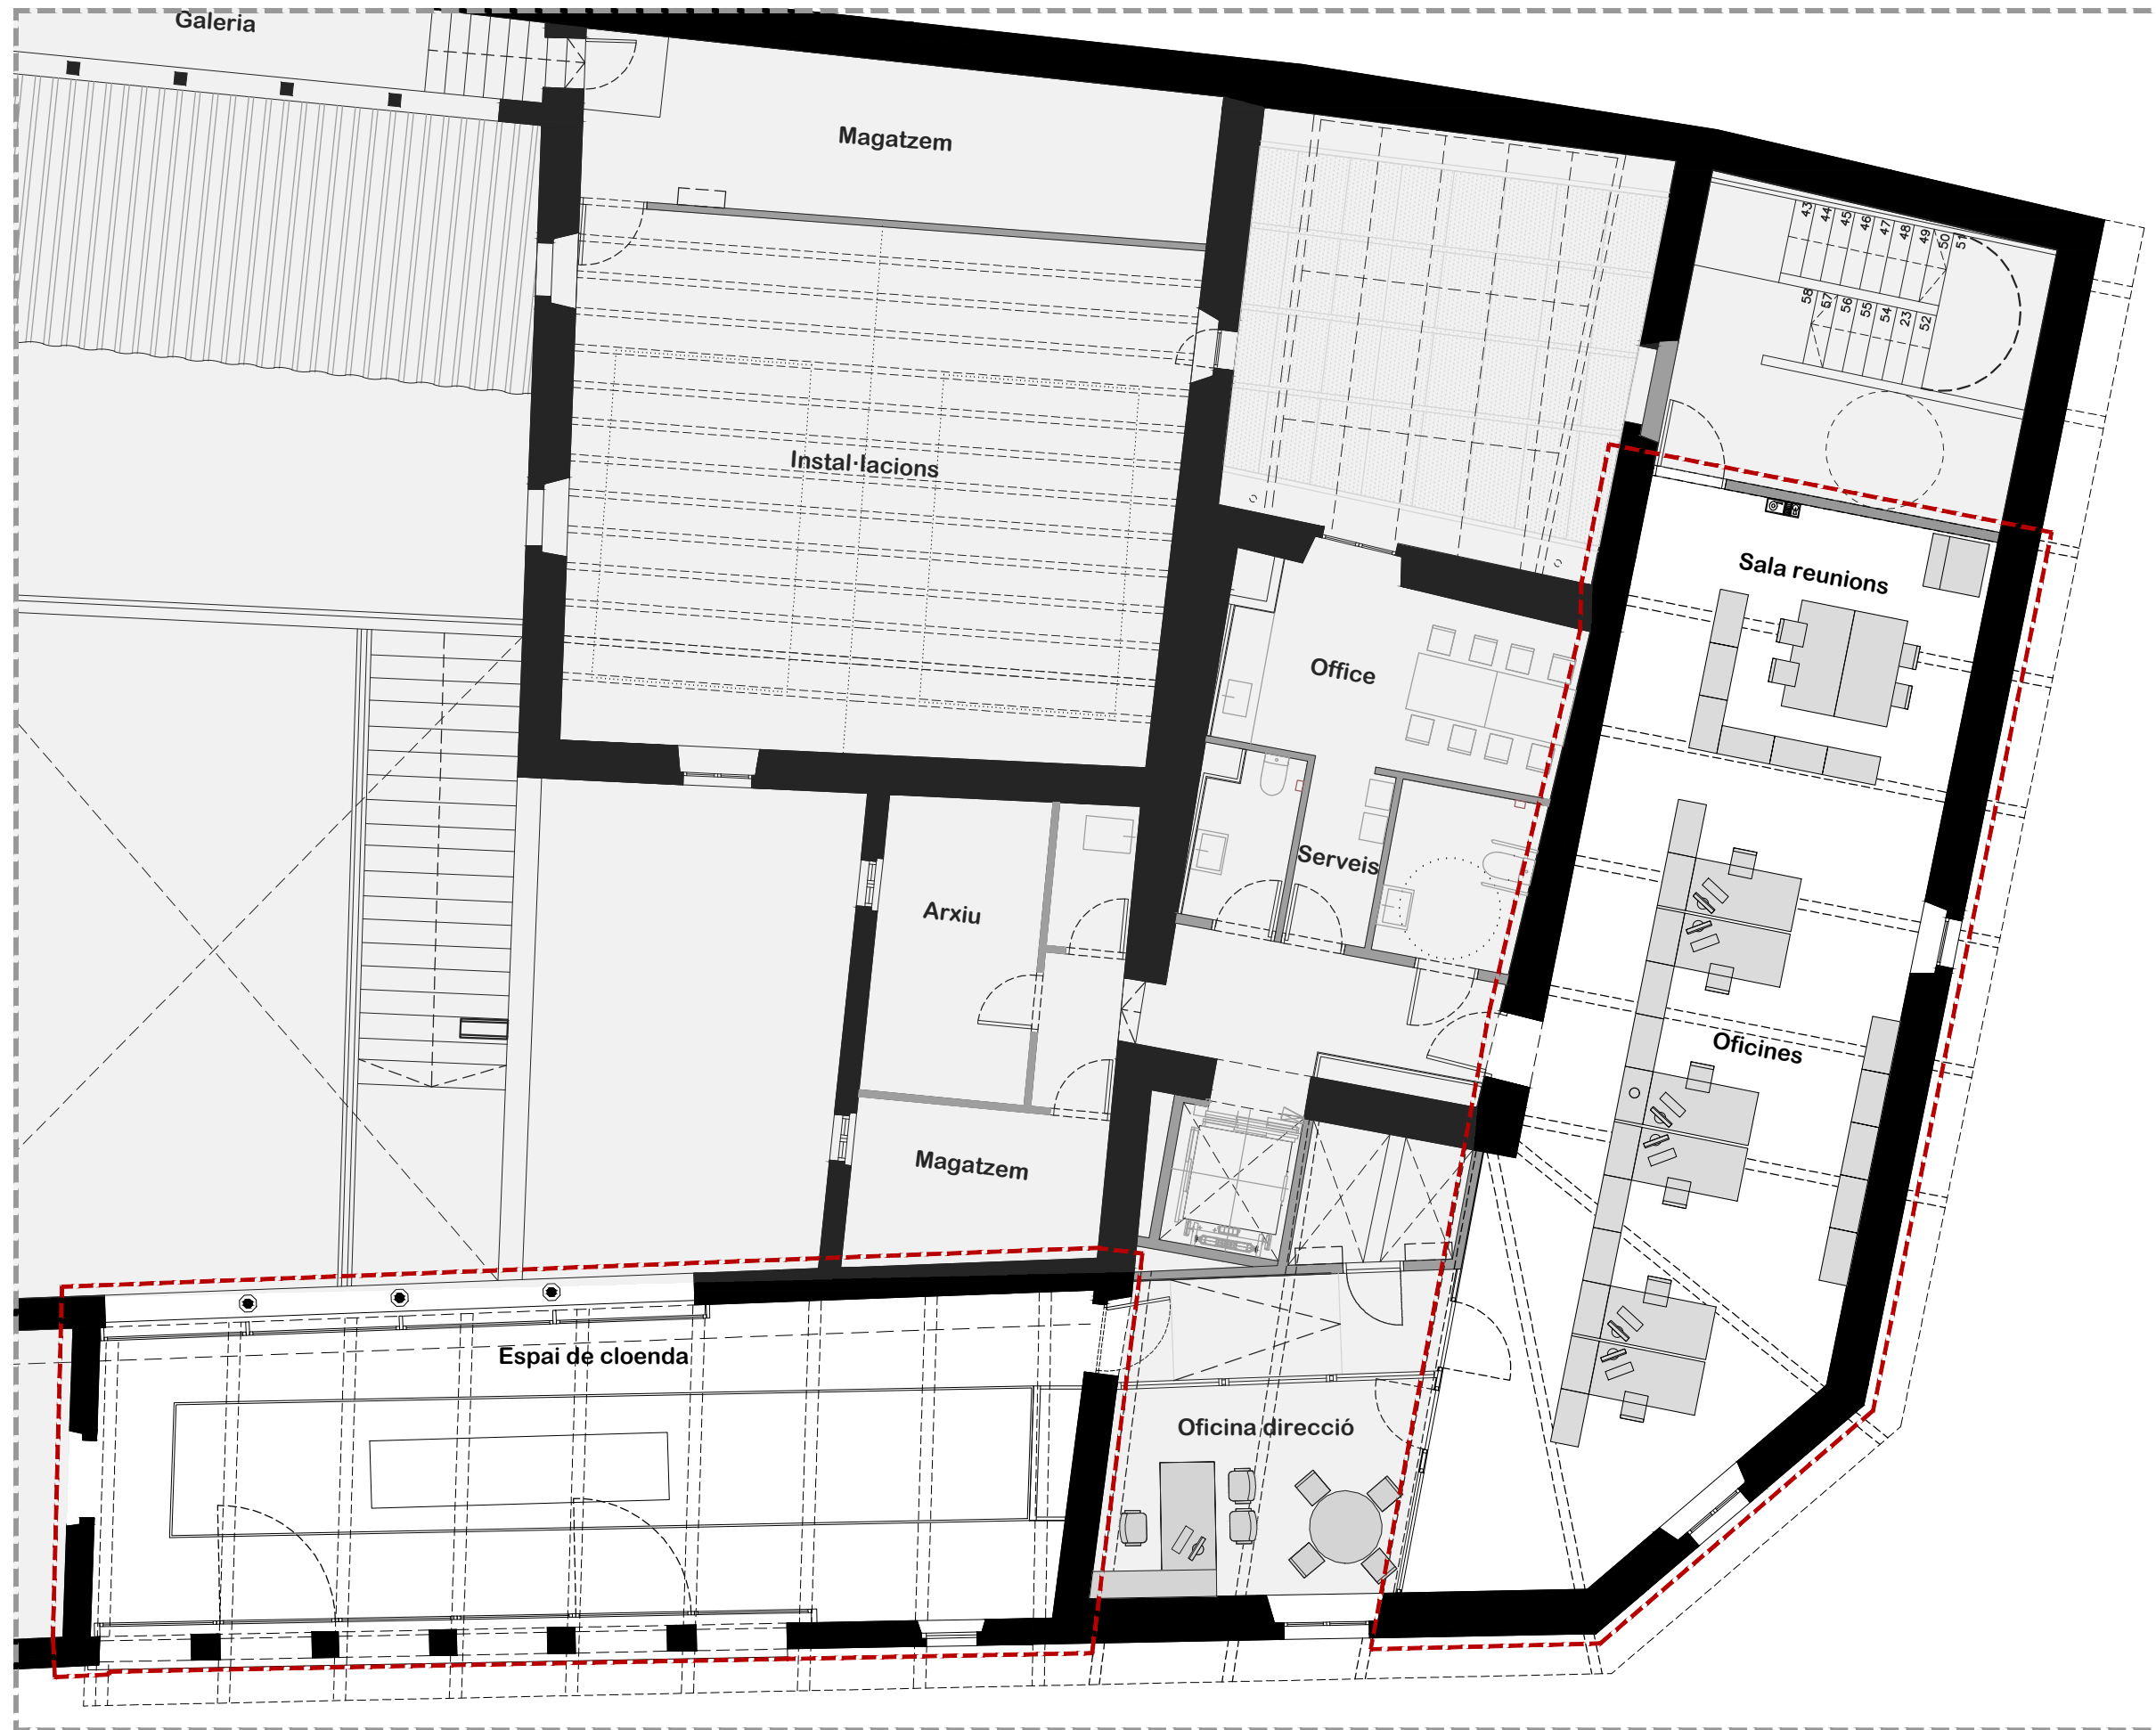 Galeria
Magatzem
43
44
45
46
47
48
49
50
51
58
57
56
55
54
23
52
Instal·lacions
Sala reunions
Office
Serveis
Arxiu
Oficines
Magatzem
Espai de cloenda
Oficina direcció